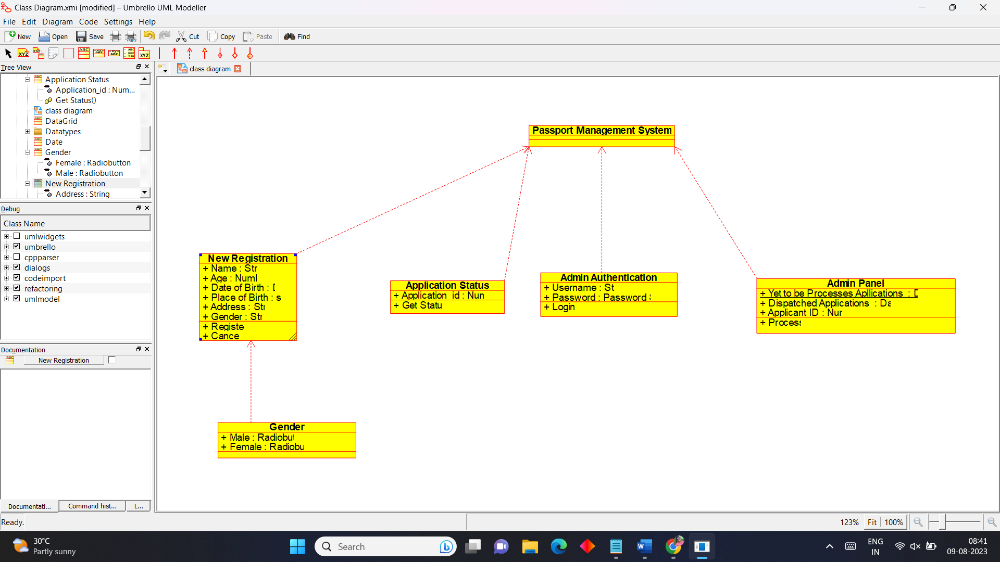 Class Diagram.xmi [modified] – Umbrello UML Modeller
File Edit Diagram Code Settings Help
New Open Save Cut Copy Paste Find
Tree View
class diagram
Application Status
Application_id : Num...
Get Status()
class diagram
DataGrid
Datatypes
Date
Gender
Female : Radiobutton
Male : Radiobutton
New Registration
Address : String
Debug
Class Name
umlwidgets
umbrello
cppparser
dialogs
codeimport
refactoring
umlmodel
Documentation
New Registration
Documentati... Command hist... L...
Passport Management System
New Registration
+ Name : Str
+ Age : Num
+ Date of Birth :
+ Place of Birth : s
+ Address : Str
+ Gender : Str
+ Registe
+ Cance
Application Status
+ Application_id : Nun
+ Get Statu
Admin Authentication
+ Username : St
+ Password : Password
+ Login
Admin Panel
+ Yet to be Processes Apllications :
+ Dispatched Applications : Da
+ Applicant ID : Nur
+ Process
Gender
+ Male : Radiobut
+ Female : Radiobu
Ready.
123% Fit 100%
30°C
Partly sunny
Search
ENG
IN
08:41
09-08-2023